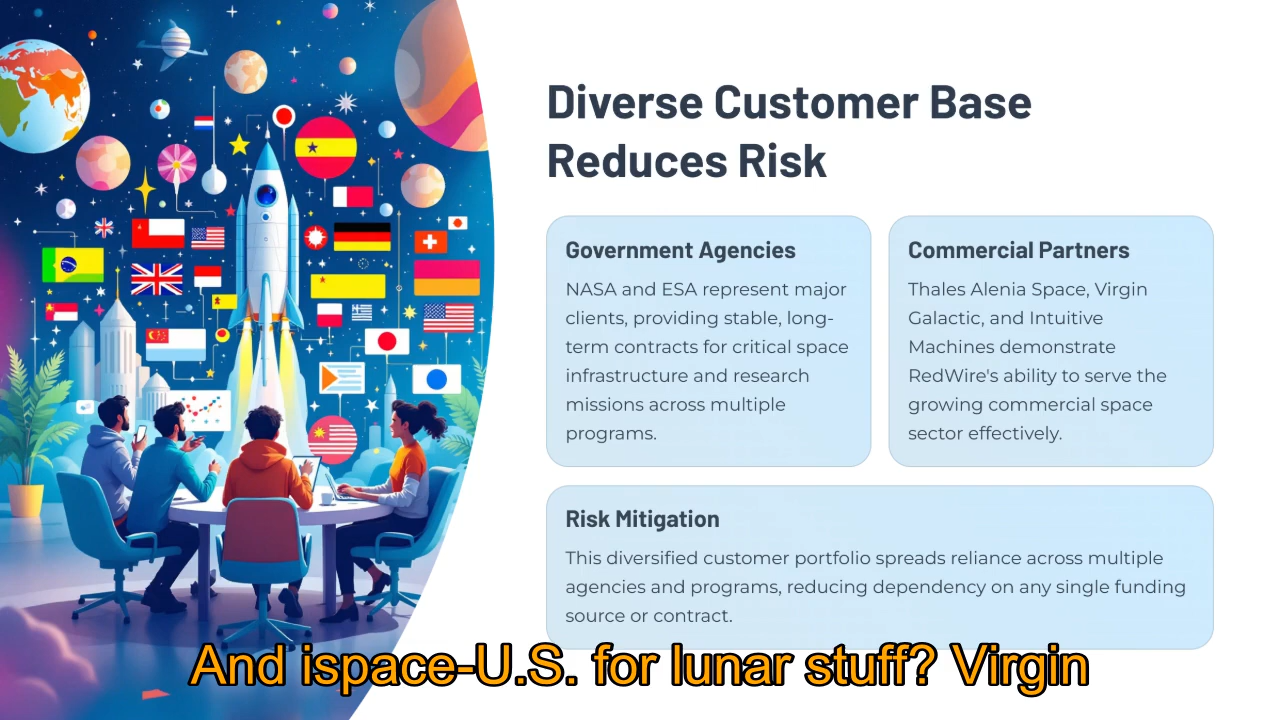 Diverse Customer Base
Reduces Risk
Government Agencies
NASA and ESA represent major
clients, providing stable, long-
term contracts for critical space
infrastructure and research
missions across multiple
programs.
Commercial Partners
Thales Alenia Space, Virgin
Galactic, and Intuitive
Machines demonstrate
RedWire's ability to serve the
growing commercial space
sector effectively.
Risk Mitigation
This diversified customer portfolio spreads reliance across multiple
agencies and programs, reducing dependency on any single funding
source or contract.
And ispace-U.S. for lunar stuff? Virgin